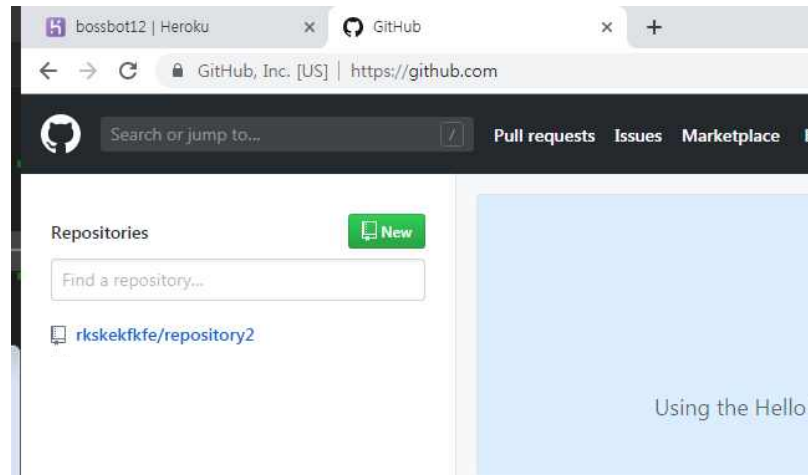 bossbot12 | Heroku
GitHub
GitHub, Inc. [US] | https://github.com
Search or jump to...
/
Pull requests Issues Marketplace
Repositories
New
Find a repository...
rkskekfkfe/repository2
Using the Hello